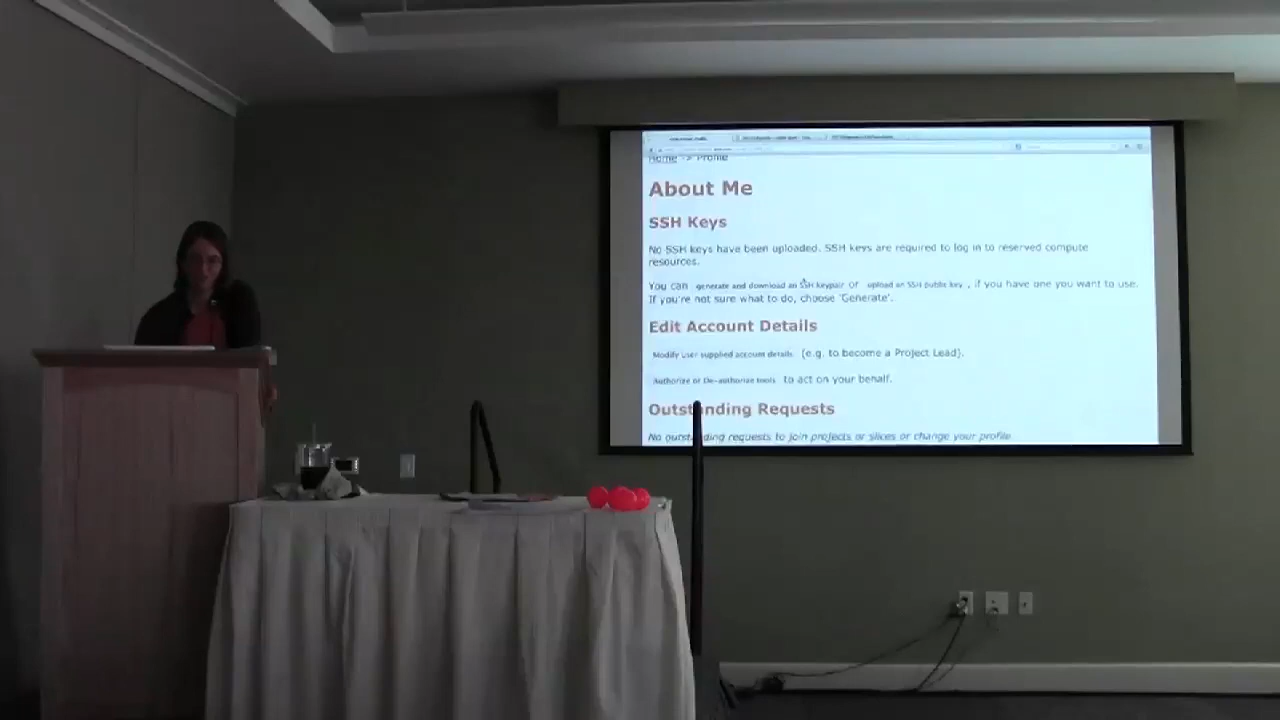 Home -> Profile
About Me
SSH Keys
No SSH keys have been uploaded. SSH keys are required to log in to reserved compute
resources.
You can generate and download an SSH keypair or upload an SSH public key , if you have one you want to use.
If you're not sure what to do, choose 'Generate'.
Edit Account Details
Modify user supplied account details (e.g. to become a Project Lead).
Authorize or De-authorize tools to act on your behalf.
Outstanding Requests
No outstanding requests to join projects or slices or change your profile